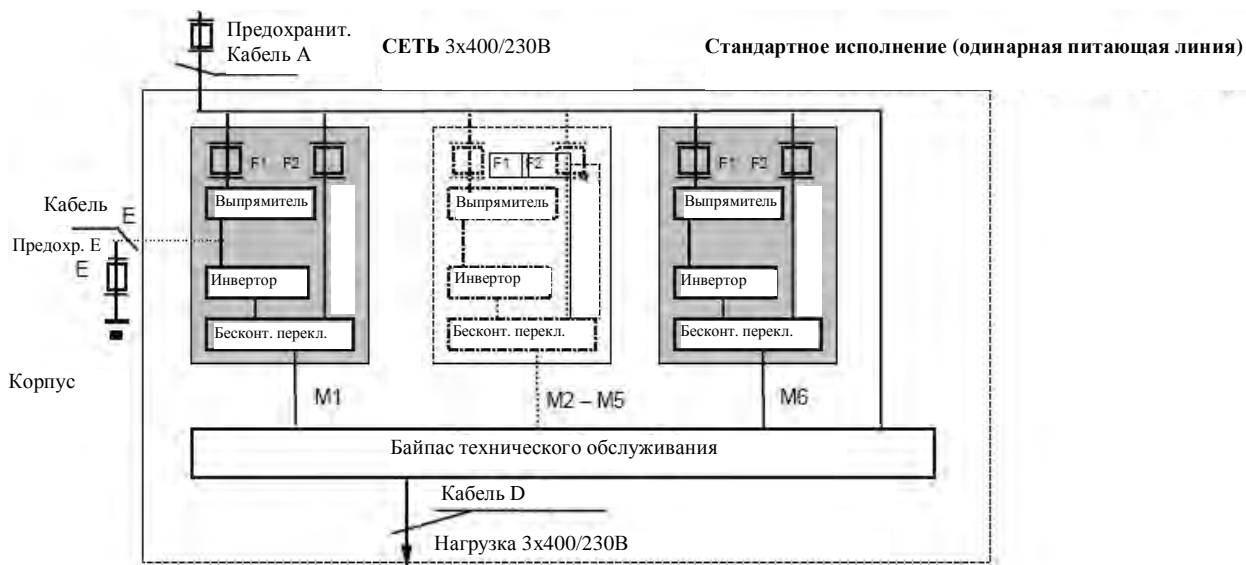 Предохранит.
Кабель A
СЕТЬ 3x400/230В
Стандартное исполнение (одинарная питающая линия)
F1 F2
F1 F2
F1 F2
Выпрямитель
Выпрямитель
Выпрямитель
Кабель E
Предохр. E
E
Инвертор
Инвертор
Инвертор
Бесконт. перекл.
Бесконт. перекл.
Бесконт. перекл.
Корпус
M1
M2 – M5
M6
Байпас технического обслуживания
Кабель D
Нагрузка 3x400/230В